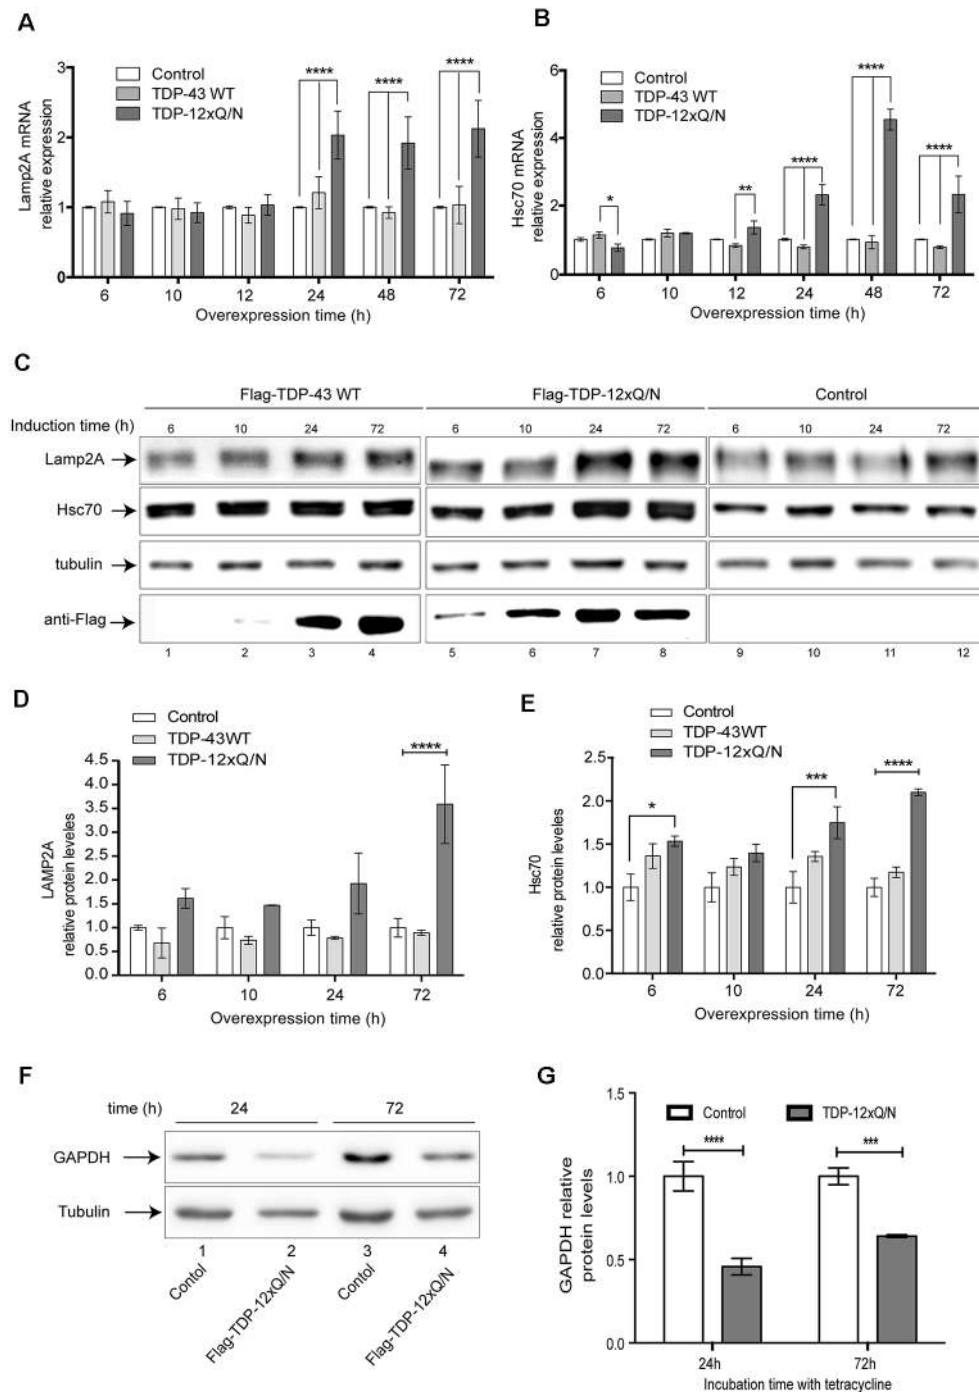 A
Lamp2A mRNA
relative expression
3
2
1
0
Control
TDP-43 WT
TDP-12xQ/N
**** **** ****
6 10 12 24 48 72
Overexpression time (h)
B
Hsc70 mRNA
relative expression
6
4
2
0
Control
TDP-43 WT
TDP-12xQ/N
* ** **** **** ****
6 10 12 24 48 72
Overexpression time (h)
C
Flag-TDP-43 WT Flag-TDP-12xQ/N Control
Induction time (h) 6 10 24 72 6 10 24 72 6 10 24 72
Lamp2A
Hsc70
tubulin
anti-Flag
1 2 3 4 5 6 7 8 9 10 11 12
D
LAMP2A
relative protein leveles
Control
TDP-43WT
TDP-12xQ/N
4.5
4.0
3.5
3.0
2.5
2.0
1.5
1.0
0.5
0.0
****
6 10 24 72
Overexpression time (h)
E
Hsc70
relative protein levels
Control
TDP-43WT
TDP-12xQ/N
2.5
2.0
1.5
1.0
0.5
0.0
* *** ****
6 10 24 72
Overexpression time (h)
F
time (h) 24 72
GAPDH
Tubulin
1 2 3 4
Contol
Flag-TDP-12xQ/N
Control
Flag-TDP-12xQ/N
G
GAPDH relative
protein levels
1.5
1.0
0.5
0.0
Control TDP-12xQ/N
**** ***
24h 72h
Incubation time with tetracycline